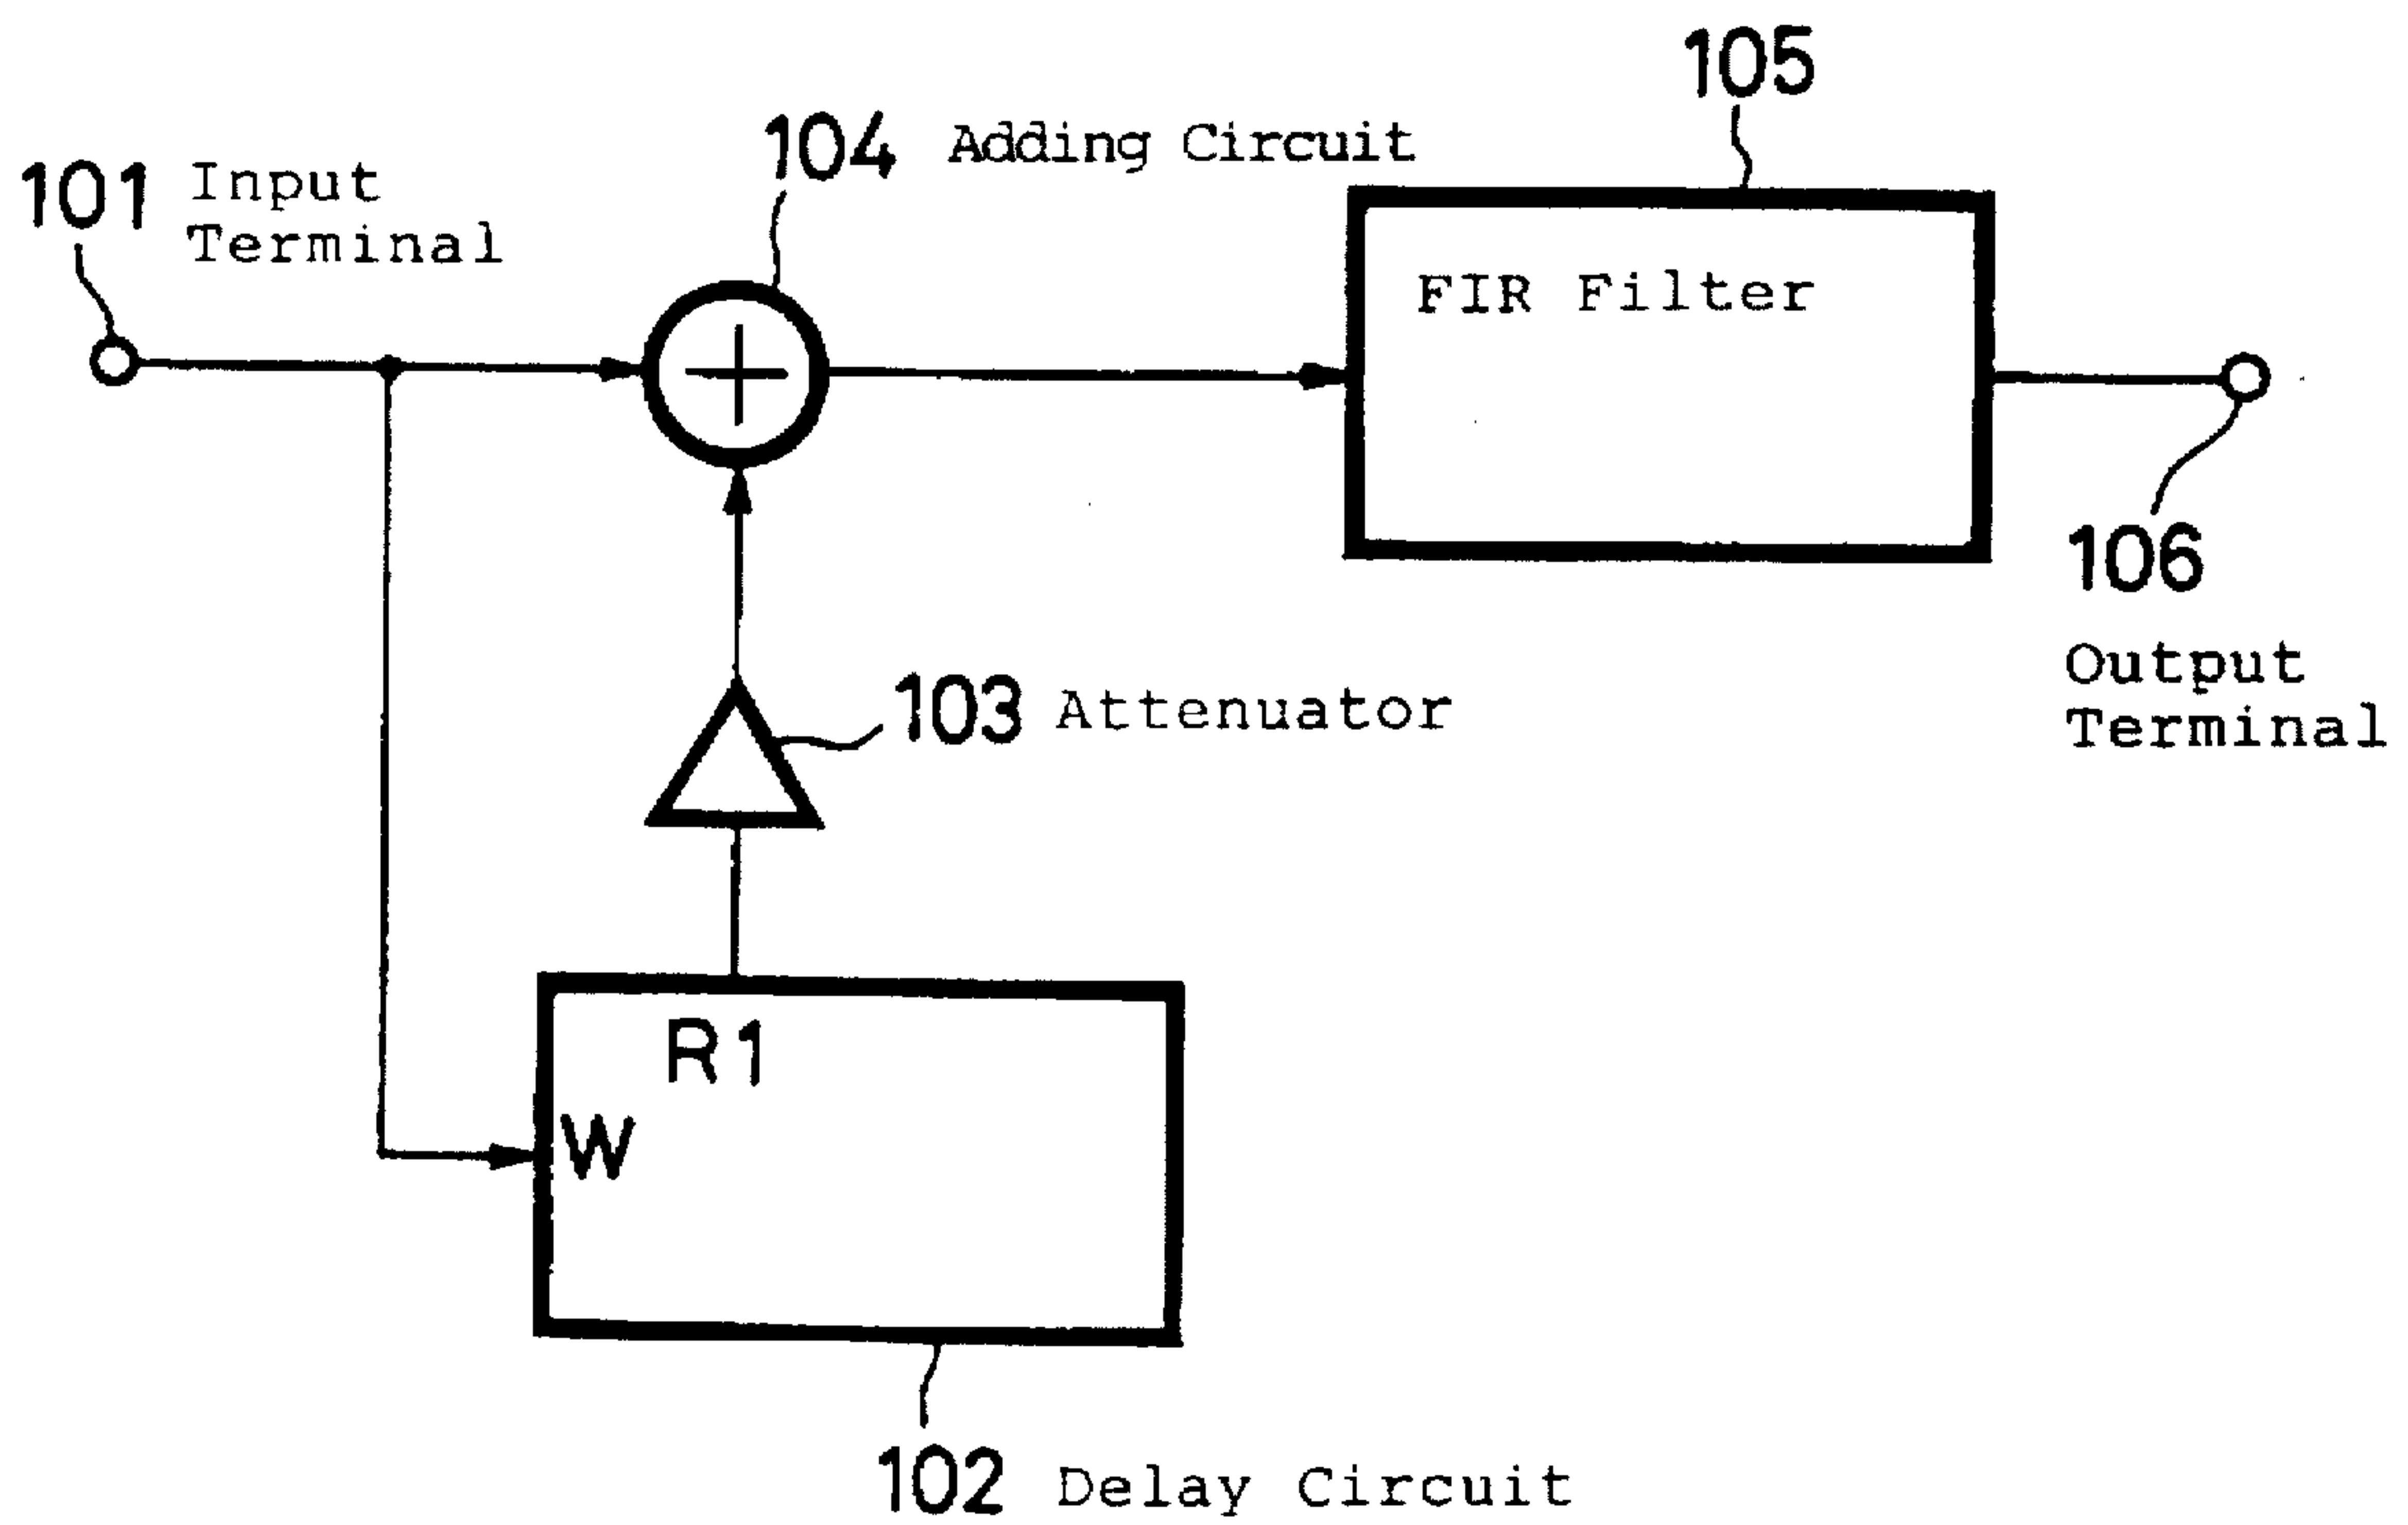 105
104 Adding Circuit
101 Input
Terminal
FIR Filter
106
Output
Terminal
103 Attenuator
R1
W
102 Delay Circuit